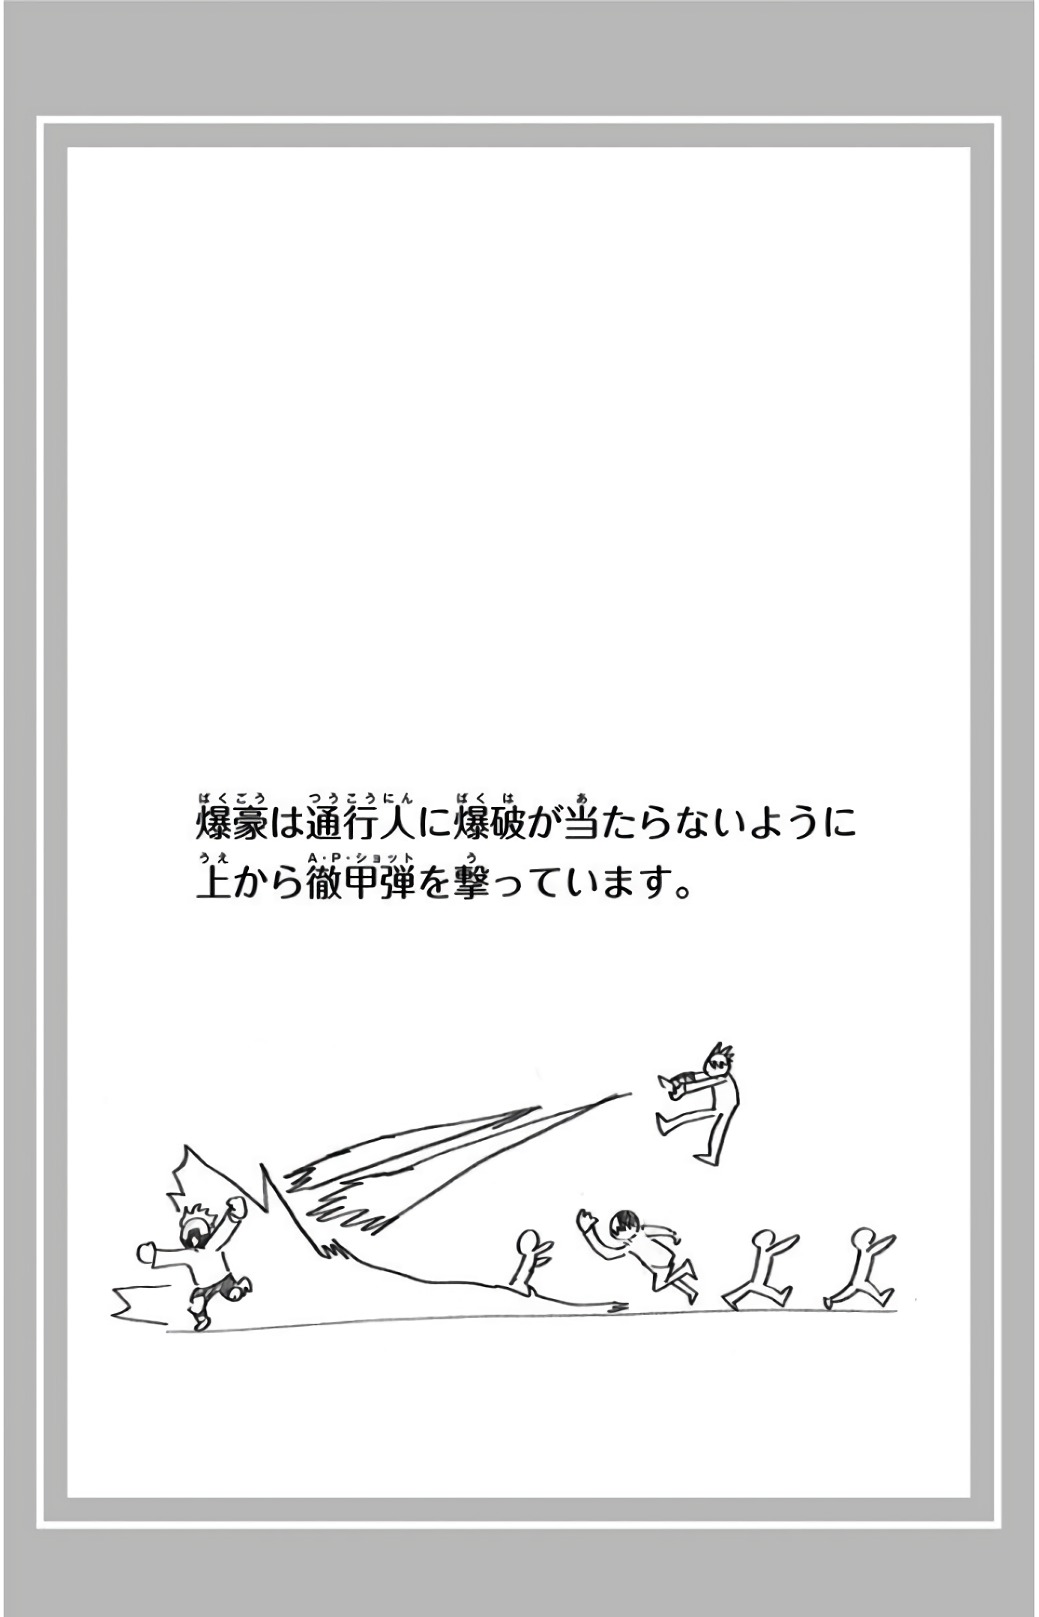 爆豪は通行人に爆破が当たらないように
上から徹甲弾を撃っています。